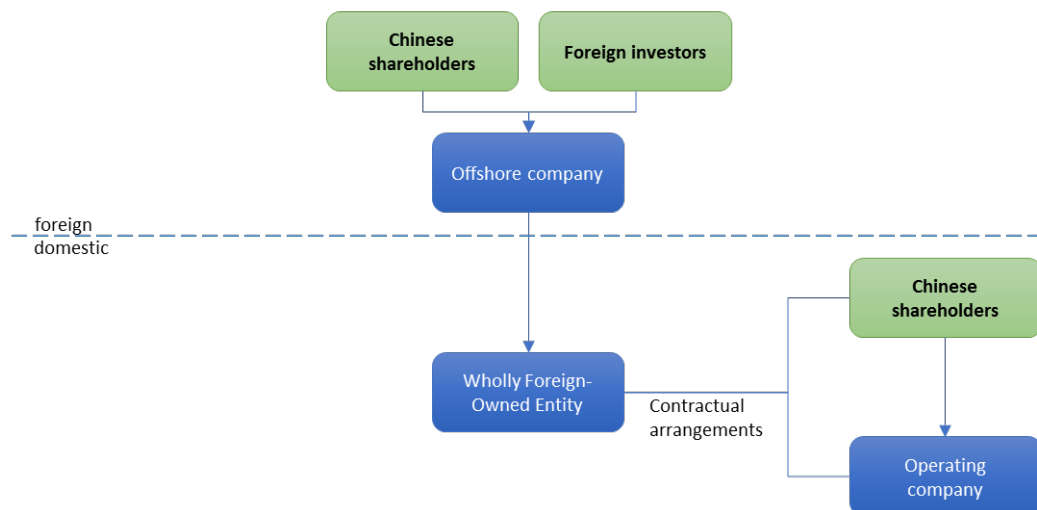 Chinese
shareholders
Foreign investors
Offshore company
foreign
domestic
Chinese
shareholders
Wholly Foreign-
Owned Entity
Contractual
arrangements
Operating
company